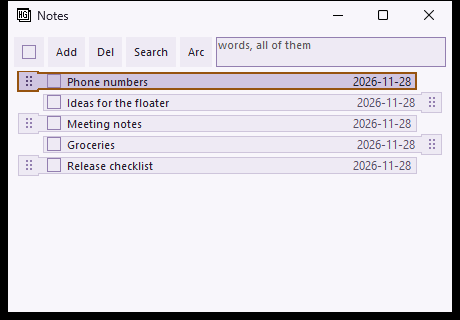 HG Notes
Add Del Search Arc words, all of them
Phone numbers 2026-11-28
Ideas for the floater 2026-11-28
Meeting notes 2026-11-28
Groceries 2026-11-28
Release checklist 2026-11-28